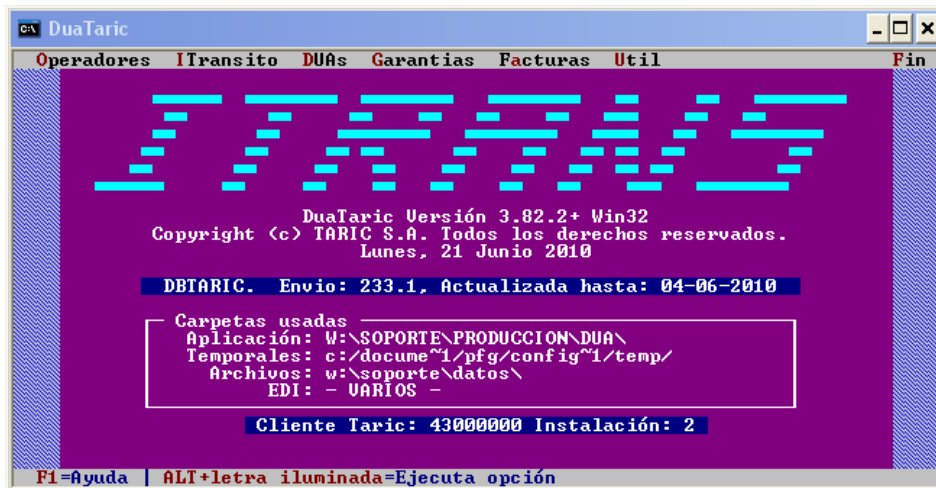 DuaTaric
Operadores ITransito DUAs Garantias Facturas Util Fin
ITRANS
DuaTaric Versión 3.82.2+ Win32
Copyright (c) TARIC S.A. Todos los derechos reservados.
Lunes, 21 Junio 2010
DBTARIC. Envio: 233.1, Actualizada hasta: 04-06-2010
Carpetas usadas
Aplicación: W:\SOPORTE\PRODUCCION\DUA\
Temporales: c:/docume~1/pfg/config~1/temp/
Archivos: w:\soporte\datos\
EDI: - VARIOS -
Cliente Taric: 43000000 Instalación: 2
F1=Ayuda | ALT+letra iluminada=Ejecuta opción